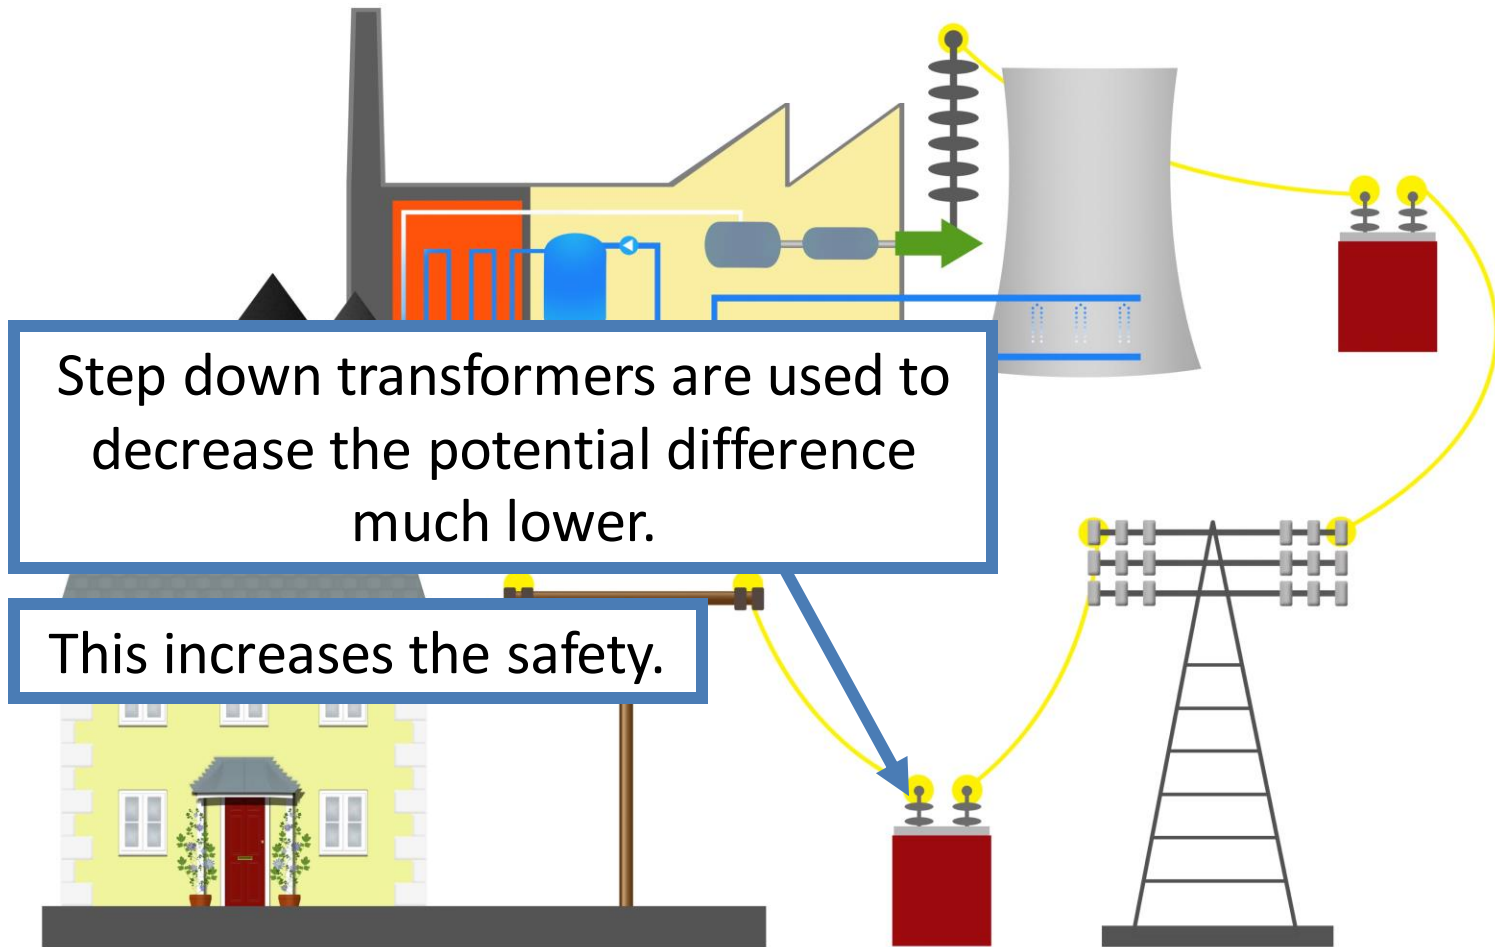 Step down transformers are used to
decrease the potential difference
much lower.
This increases the safety.